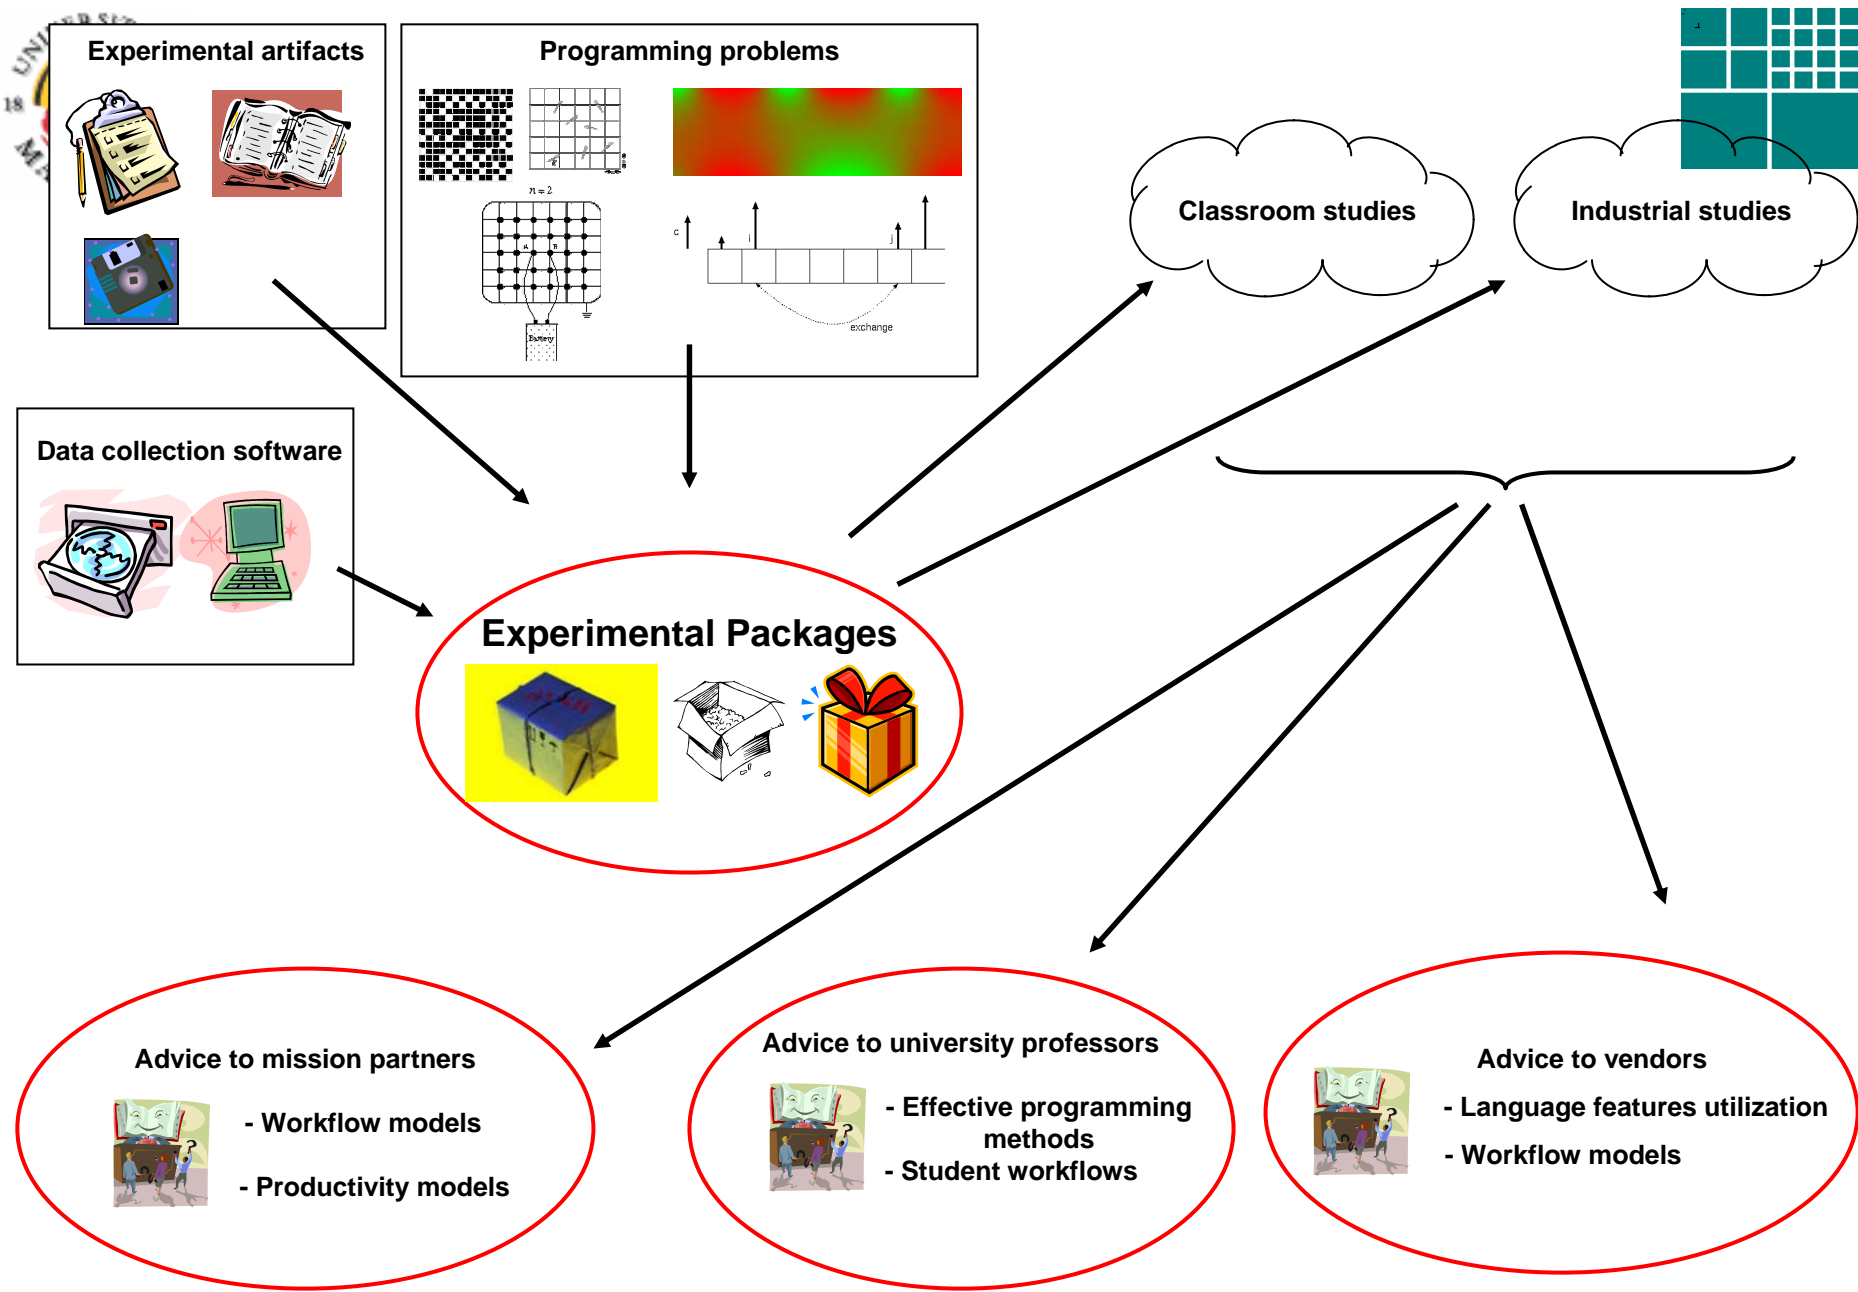 Experimental artifacts
Programming problems
18
n = 2
A
B
Battery
c
i
j
exchange
Classroom studies
Industrial studies
Data collection software
Experimental Packages
Advice to mission partners
- Workflow models
- Productivity models
Advice to university professors
- Effective programming
methods
- Student workflows
Advice to vendors
- Language features utilization
- Workflow models